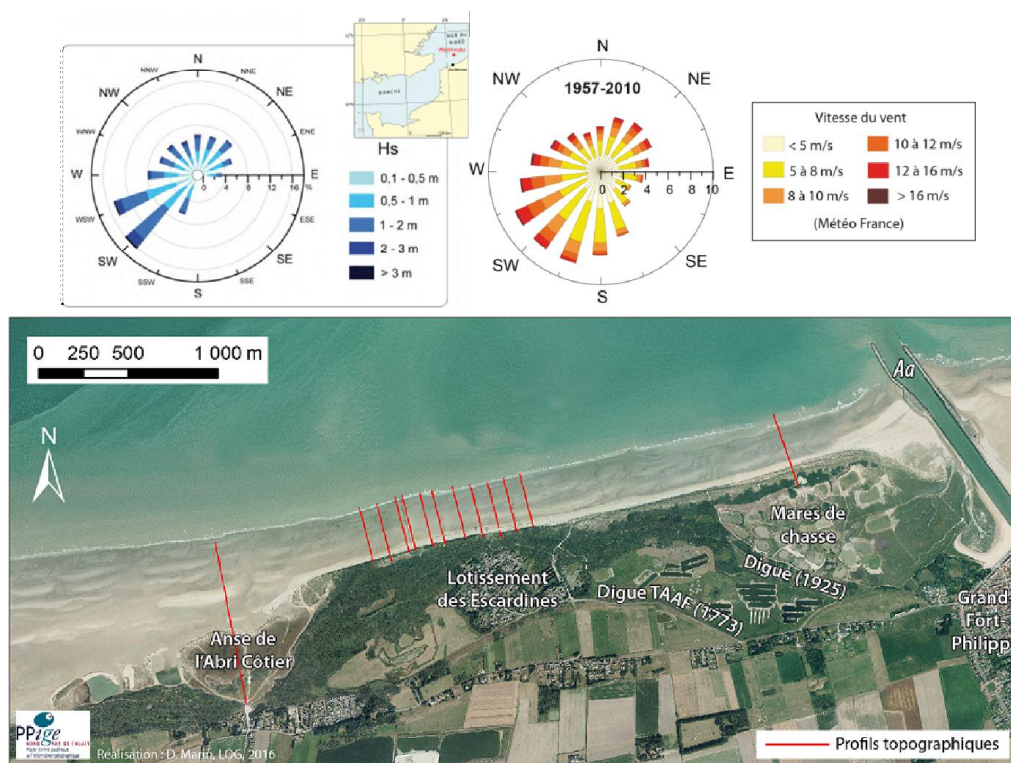 N
NNE
NE
ENE
E
ESE
SE
SSE
S
SSW
SW
WSW
W
WNW
NW
NNW
0 4 8 12 16 %
MANCHE
Hs
0,1 - 0,5 m
0,5 - 1 m
1 - 2 m
2 - 3 m
> 3 m
N
NE
E
SE
S
SW
W
NW
1957-2010
0 2 4 6 8 10
Vitesse du vent
< 5 m/s
5 à 8 m/s
8 à 10 m/s
10 à 12 m/s
12 à 16 m/s
> 16 m/s
(Météo France)
0 250 500 1 000 m
N
Aa
Mares de
chasse
Lotissement
des Escardines
Digue (1925)
Digue TAAF (1773)
Grand
Fort-
Philipp
Anse de
l'Abri Côtier
PPige
NORD PAS DE CALAIS
Réalisation : D. Marin, LOG, 2016
Profils topographiques